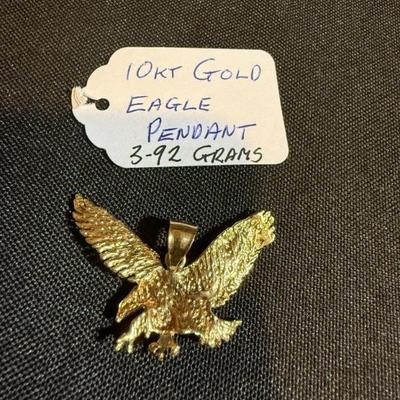 10KT GOLD
EAGLE
PENDANT
3-92 GRAMS